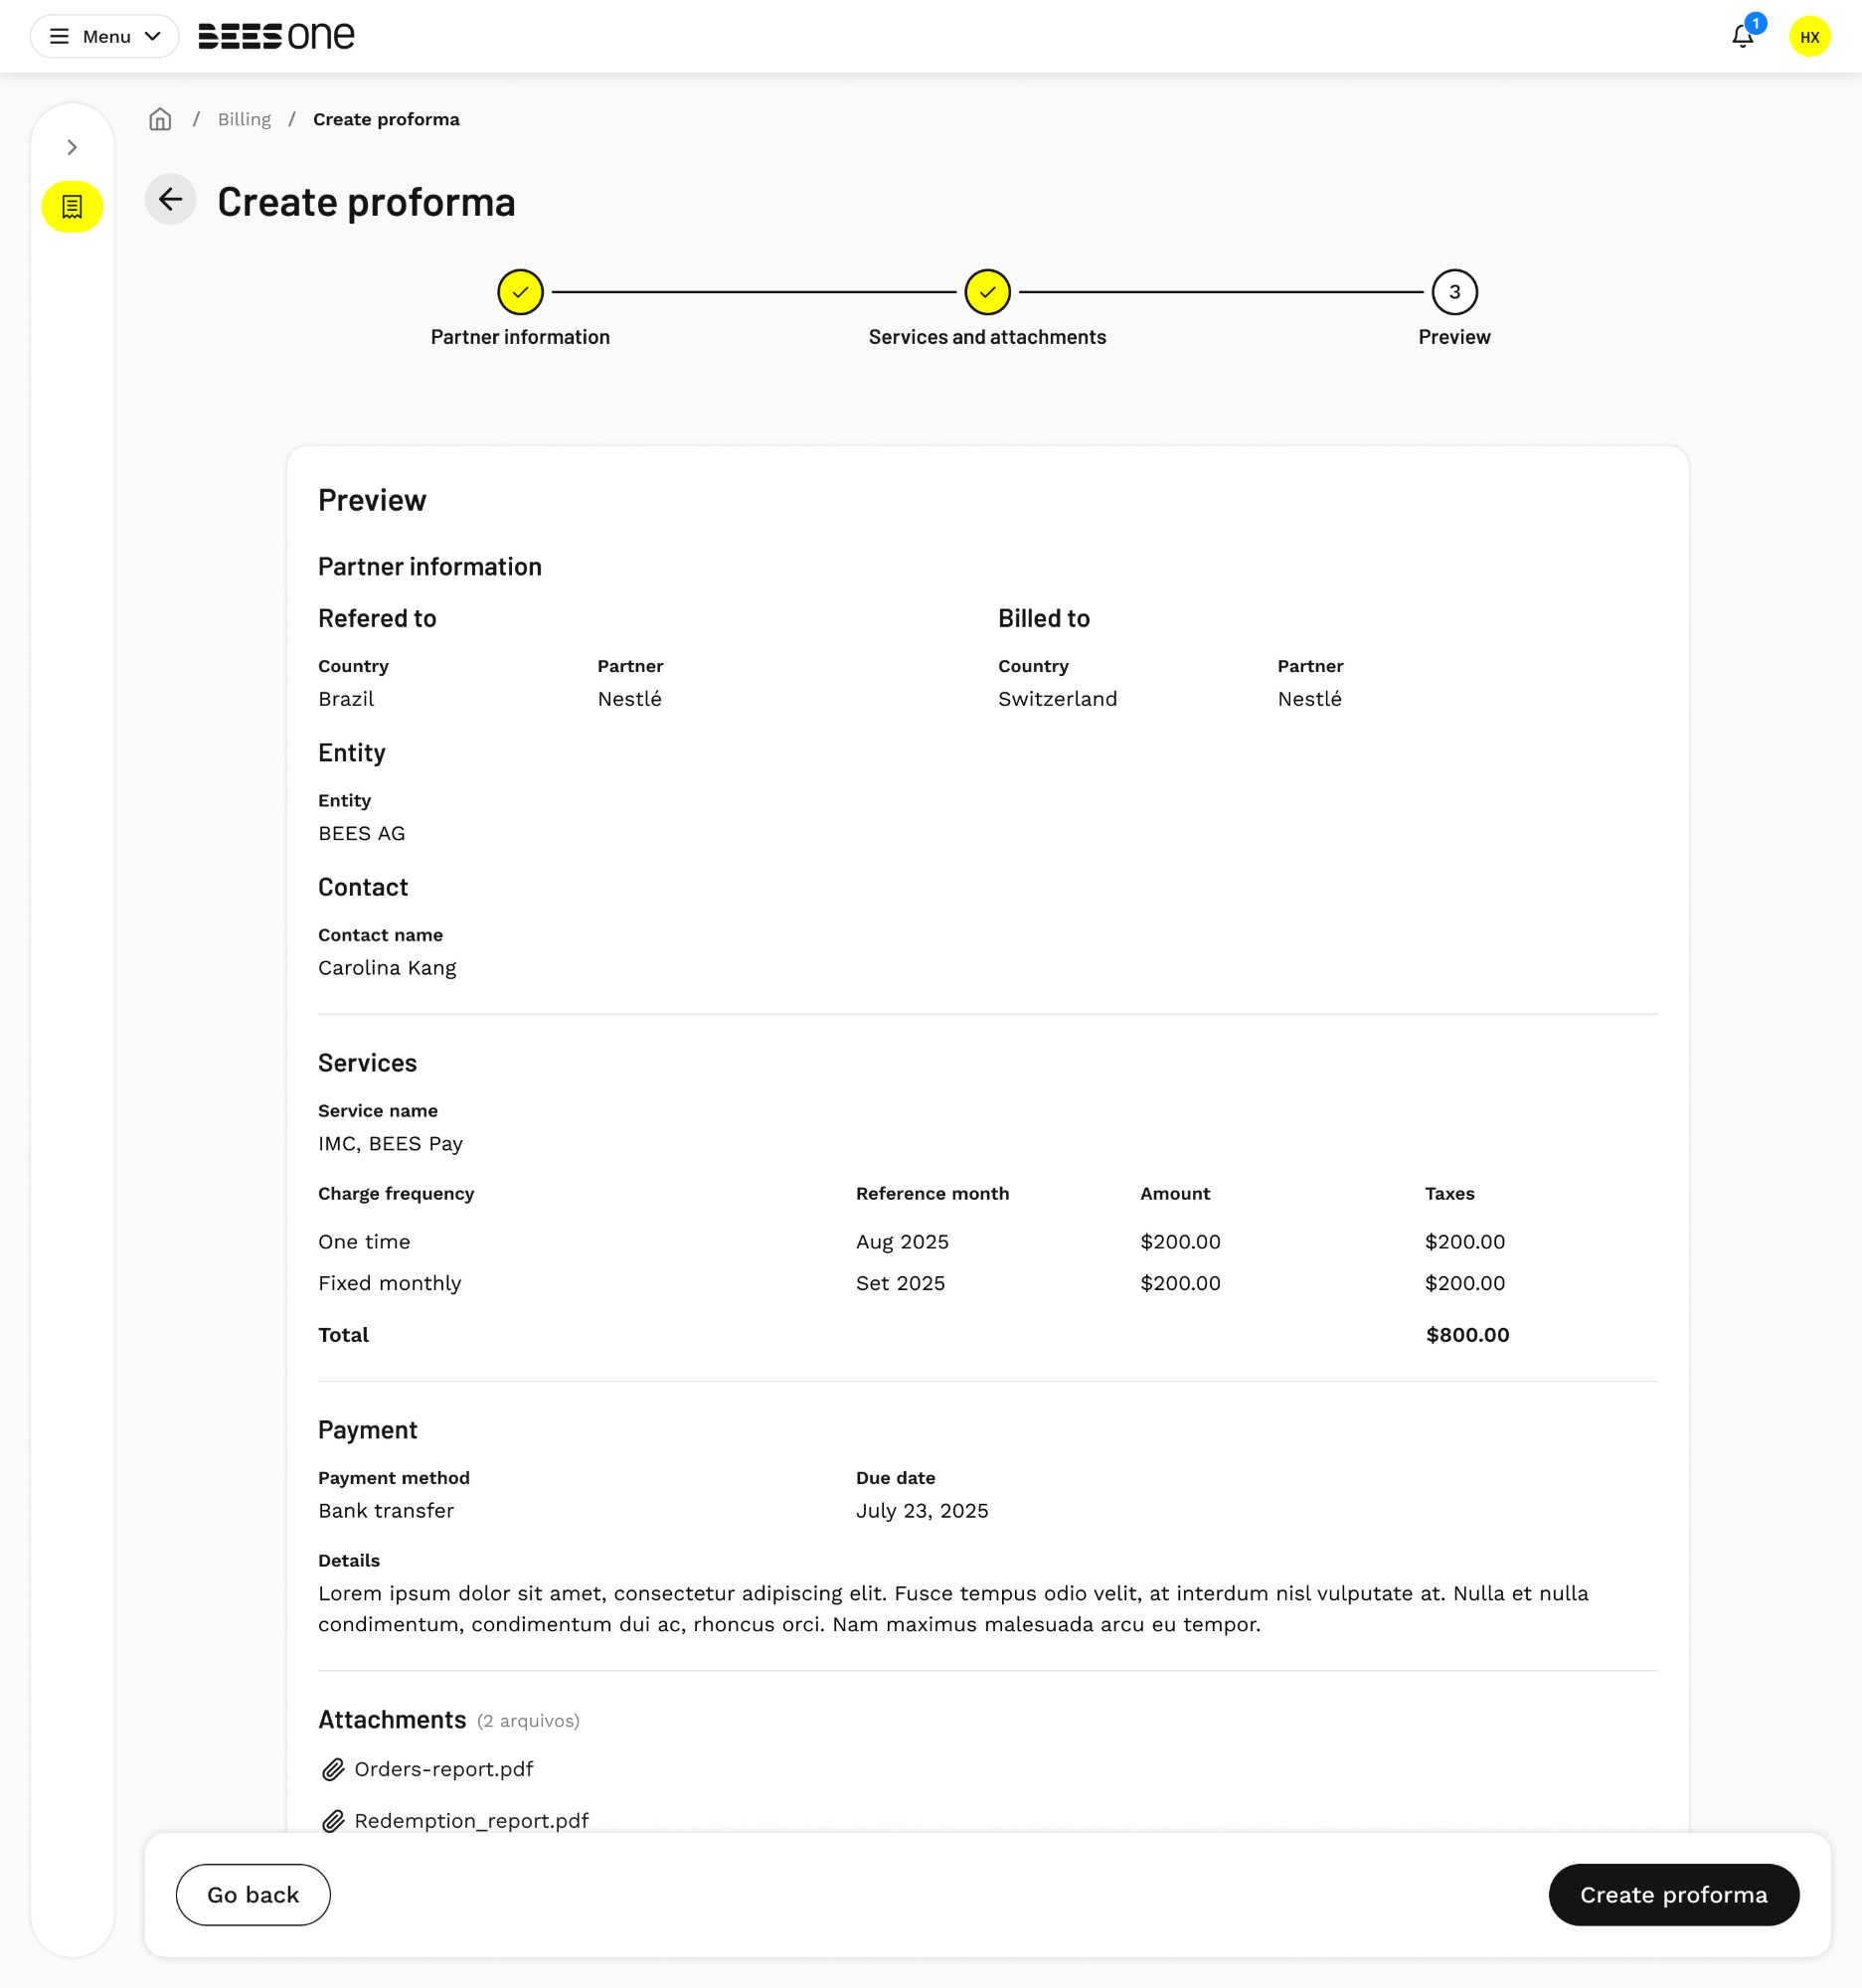 Menu
BEES one
1
HX
/ Billing / Create proforma
Create proforma
3
Partner information
Services and attachments
Preview
Preview
Partner information
Refered to
Billed to
Country
Partner
Country
Partner
Brazil
Nestlé
Switzerland
Nestlé
Entity
Entity
BEES AG
Contact
Contact name
Carolina Kang
Services
Service name
IMC, BEES Pay
Charge frequency
Reference month
Amount
Taxes
One time
Aug 2025
$200.00
$200.00
Fixed monthly
Set 2025
$200.00
$200.00
Total
$800.00
Payment
Payment method
Due date
Bank transfer
July 23, 2025
Details
Lorem ipsum dolor sit amet, consectetur adipiscing elit. Fusce tempus odio velit, at interdum nisl vulputate at. Nulla et nulla
condimentum, condimentum dui ac, rhoncus orci. Nam maximus malesuada arcu eu tempor.
Attachments (2 arquivos)
Orders-report.pdf
Redemption_report.pdf
Go back
Create proforma